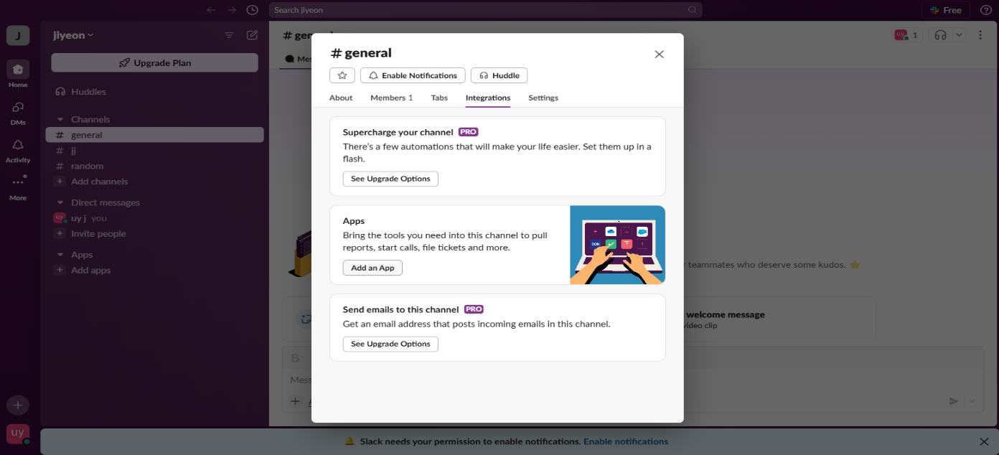 Search jiyeon
Free
J
jiyeon
Upgrade Plan
Home
Huddles
DMs
Channels
general
Activity
jj
random
More
Add channels
Direct messages
uy uy j you
Invite people
Apps
Add apps
uy
# gen
uy 1
Mes
# general
Enable Notifications
Huddle
About
Members 1
Tabs
Integrations
Settings
Supercharge your channel PRO
There's a few automations that will make your life easier. Set them up in a
flash.
See Upgrade Options
Apps
Bring the tools you need into this channel to pull
reports, start calls, file tickets and more.
Add an App
Send emails to this channel PRO
Get an email address that posts incoming emails in this channel.
See Upgrade Options
r teammates who deserve some kudos.
welcome message
video clip
B
Mess
Slack needs your permission to enable notifications. Enable notifications